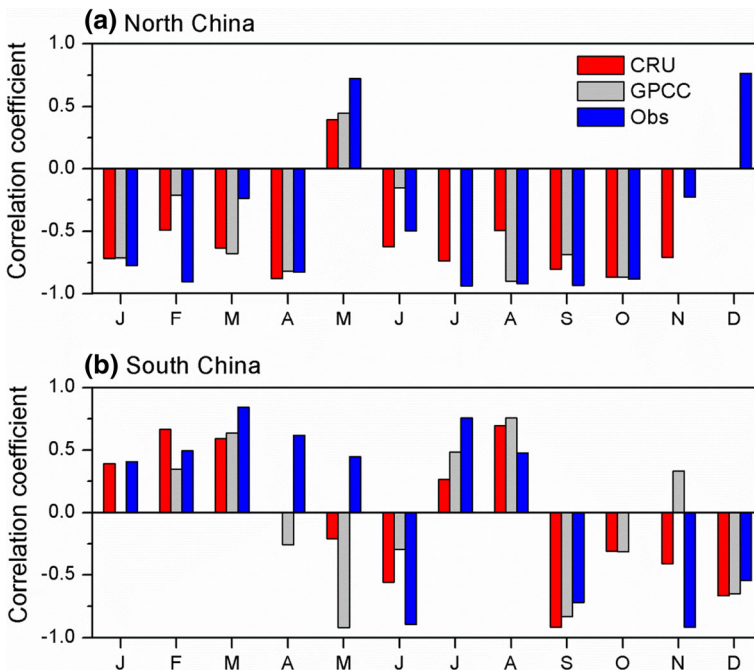 (a) North China
Correlation coefficient
1.0
0.5
0.0
-0.5
-1.0
CRU
GPCC
Obs
J F M A M J J A S O N D
(b) South China
Correlation coefficient
1.0
0.5
0.0
-0.5
-1.0
J F M A M J J A S O N D